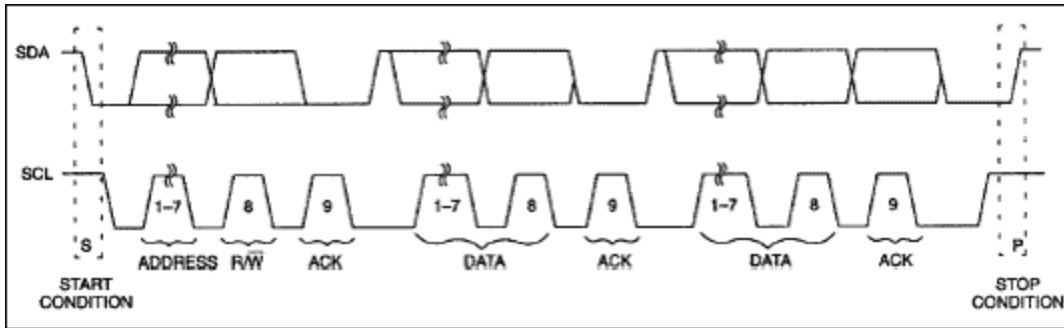 SDA
SCL
1–7 8 9 1–7 8 9 1–7 8 9
S P
ADDRESS R/W̅ ACK DATA ACK DATA ACK
START
CONDITION
STOP
CONDITION